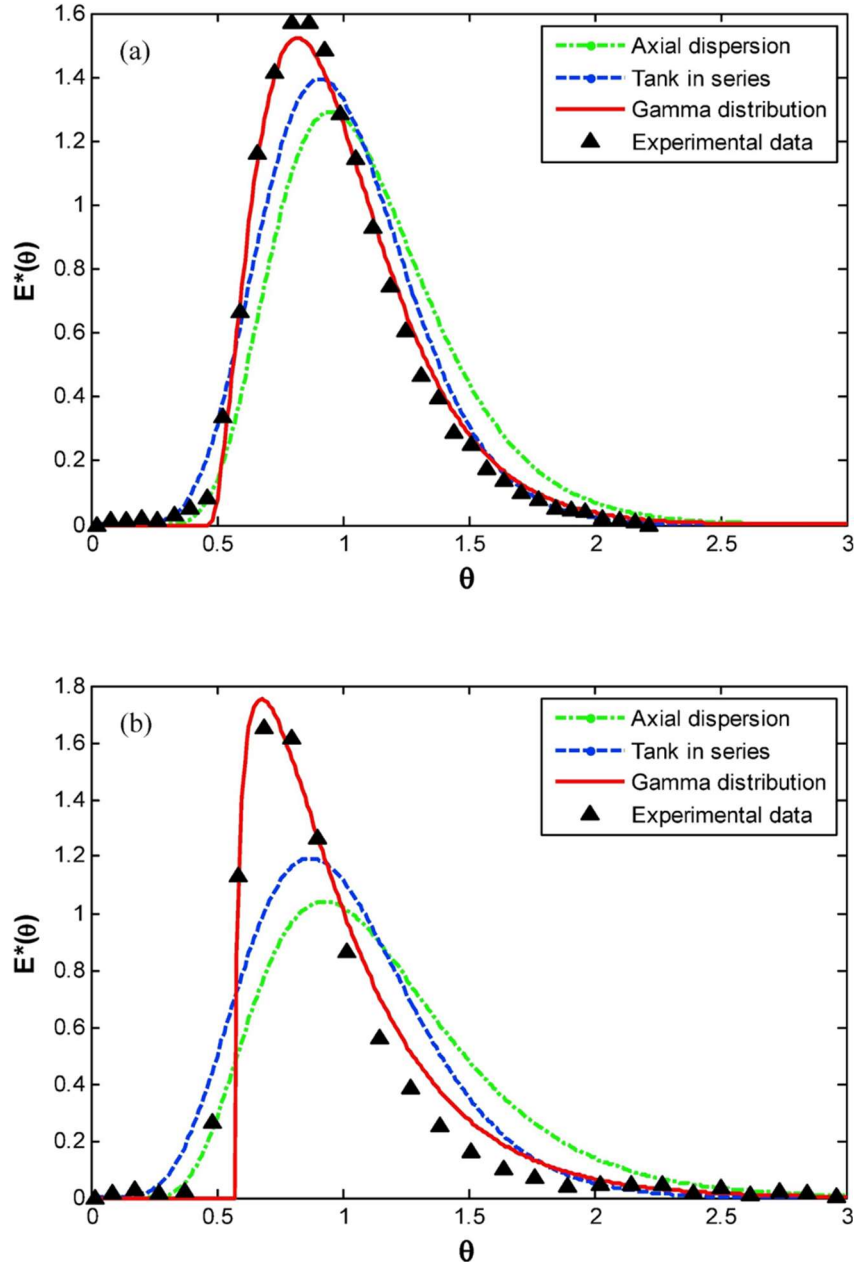 1.6
(a)
Axial dispersion
1.4
Tank in series
Gamma distribution
1.2
Experimental data
1
E*(θ)
0.8
0.6
0.4
0.2
0
0 0.5 1 1.5 2 2.5 3
θ
1.8
(b)
Axial dispersion
1.6
Tank in series
1.4
Gamma distribution
Experimental data
1.2
1
E*(θ)
0.8
0.6
0.4
0.2
0
0 0.5 1 1.5 2 2.5 3
θ